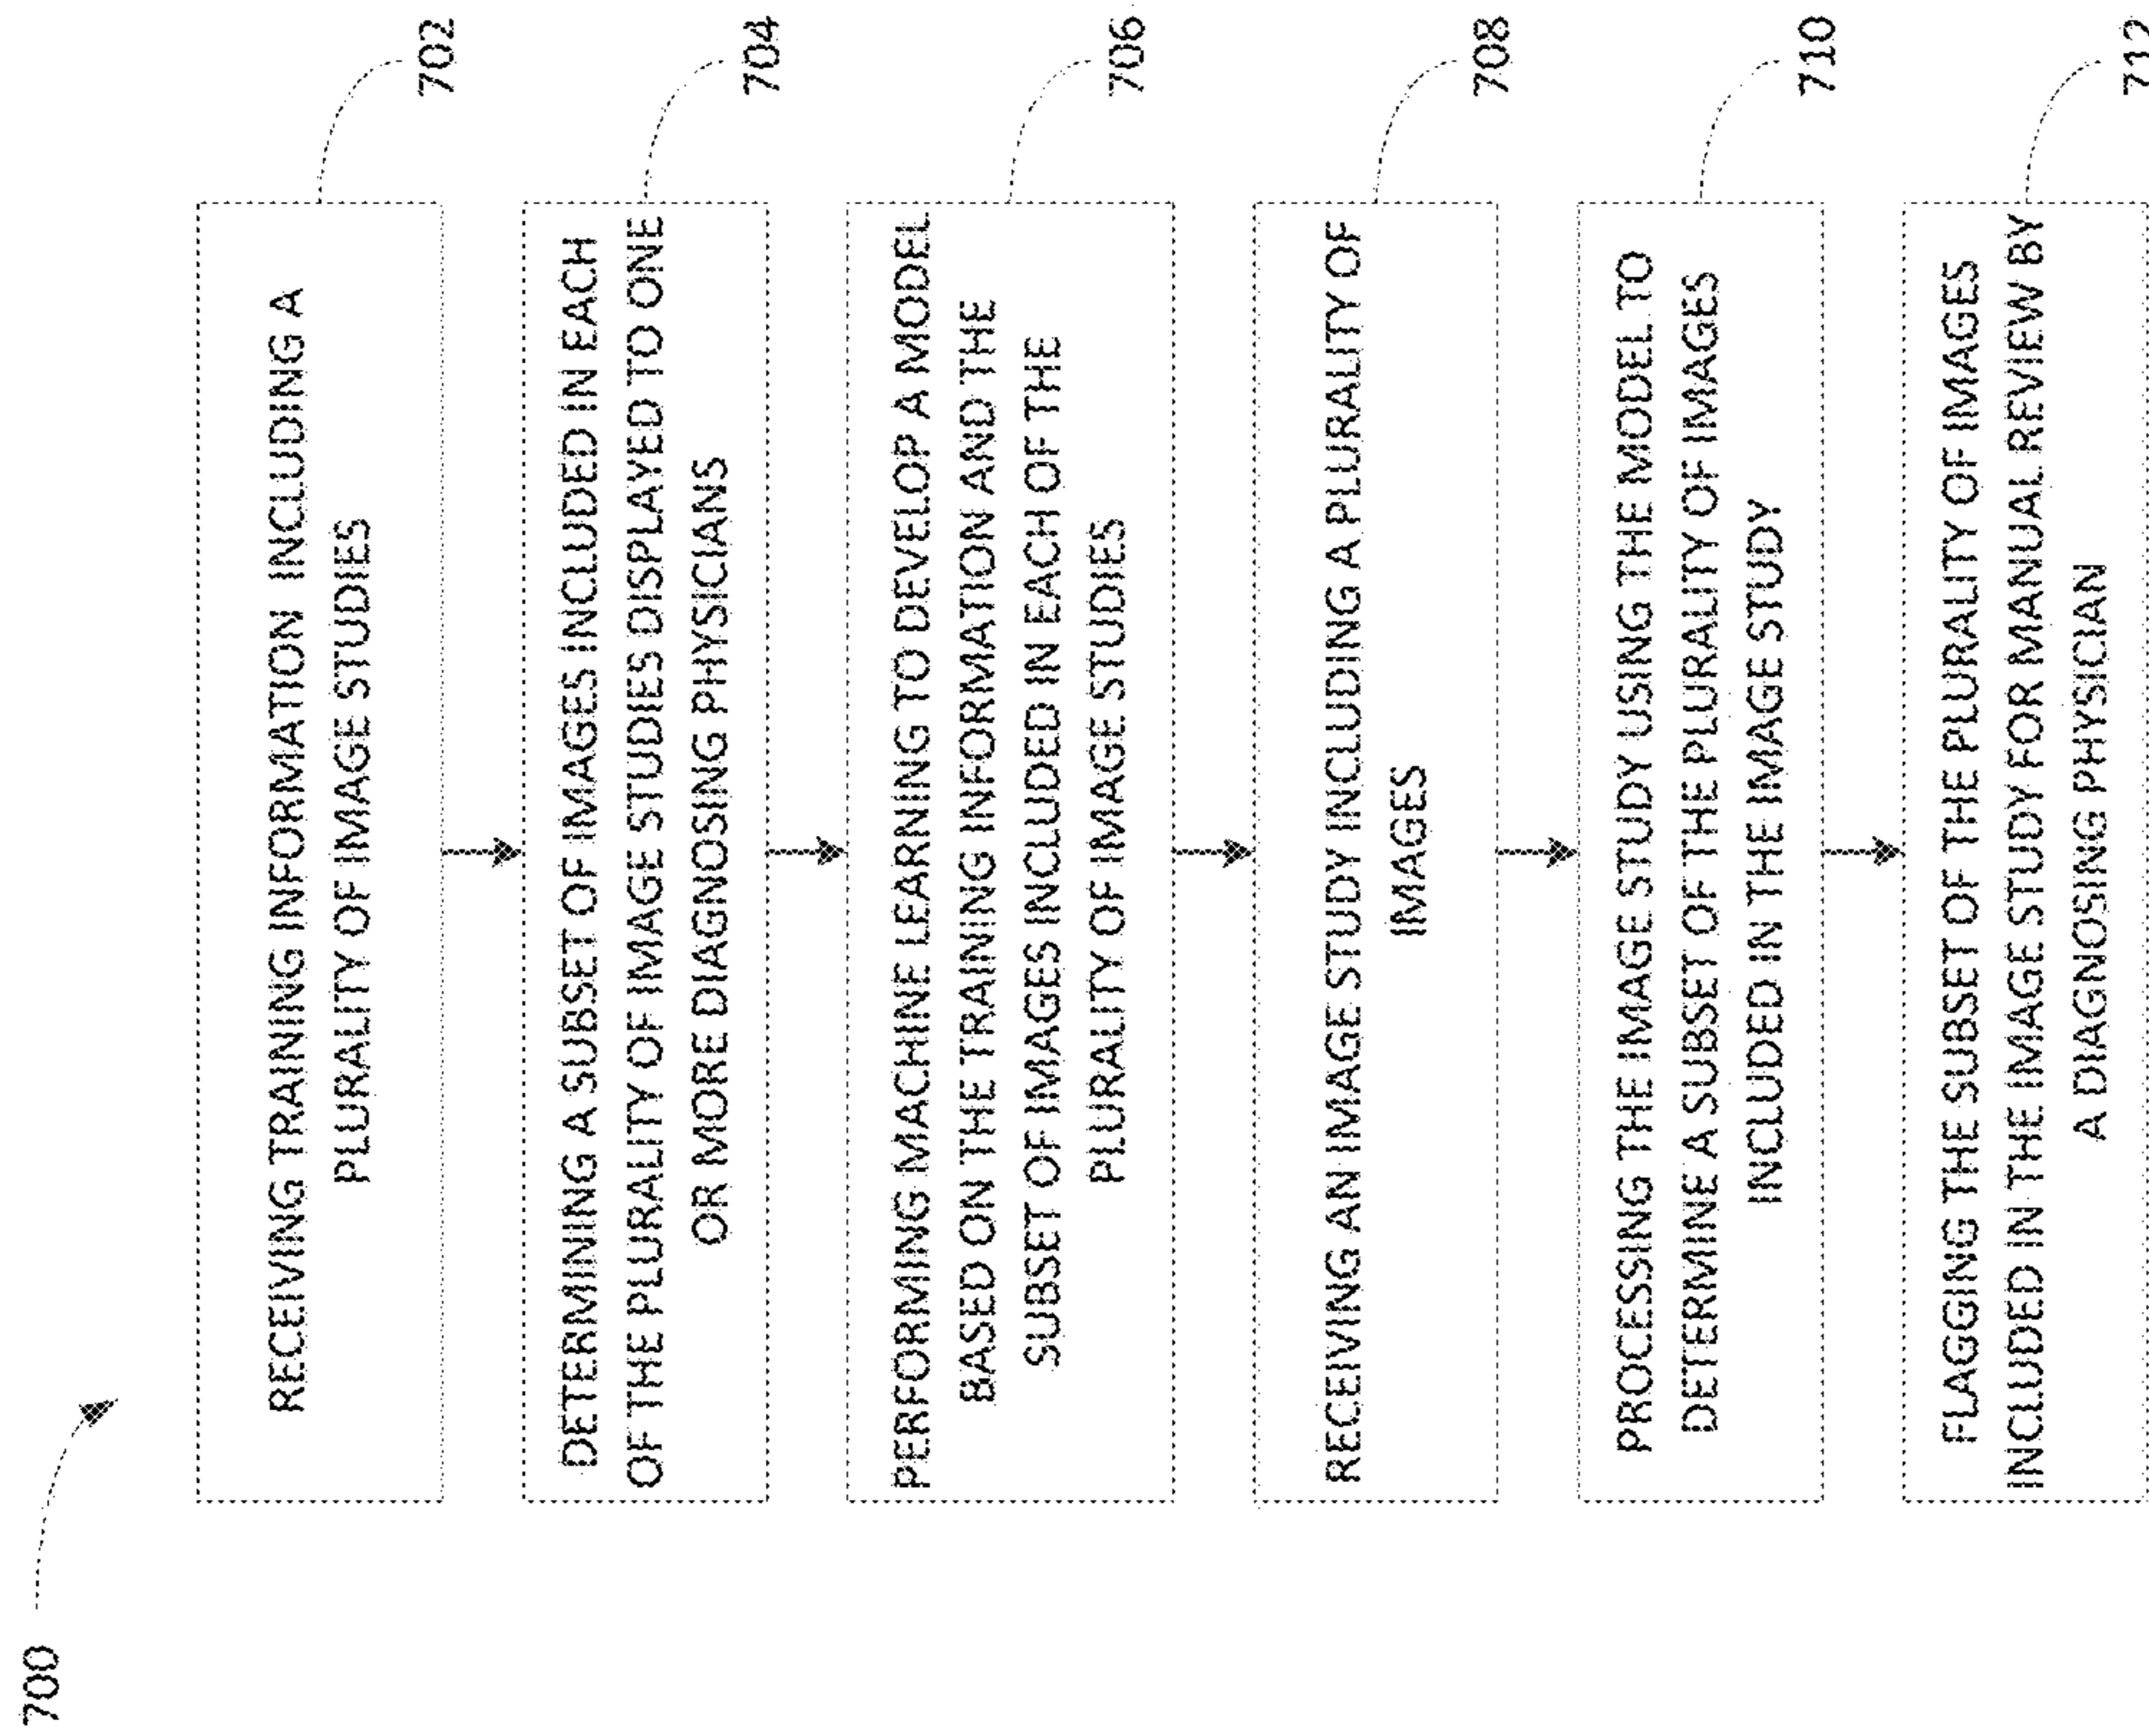 700
RECEIVING TRAINING INFORMATION INCLUDING A
PLURALITY OF IMAGE STUDIES
702
DETERMINING A SUBSET OF IMAGES INCLUDED IN EACH
OF THE PLURALITY OF IMAGE STUDIES DISPLAYED TO ONE
OR MORE DIAGNOSING PHYSICIANS
704
PERFORMING MACHINE LEARNING TO DEVELOP A MODEL
BASED ON THE TRAINING INFORMATION AND THE
SUBSET OF IMAGES INCLUDED IN EACH OF THE
PLURALITY OF IMAGE STUDIES
706
RECEIVING AN IMAGE STUDY INCLUDING A PLURALITY OF
IMAGES
708
PROCESSING THE IMAGE STUDY USING THE MODEL TO
DETERMINE A SUBSET OF THE PLURALITY OF IMAGES
INCLUDED IN THE IMAGE STUDY
710
FLAGGING THE SUBSET OF THE PLURALITY OF IMAGES
INCLUDED IN THE IMAGE STUDY FOR MANUAL REVIEW BY
A DIAGNOSING PHYSICIAN
712